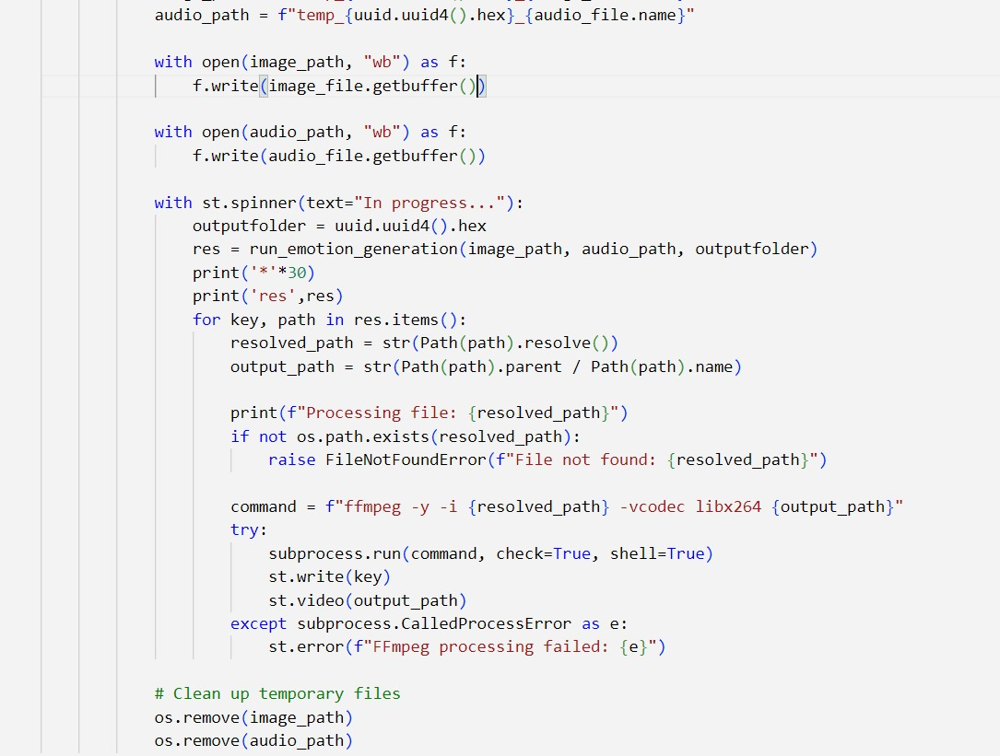 audio_path = f"temp_{uuid.uuid4().hex}_{audio_file.name}"
with open(image_path, "wb") as f:
f.write(image_file.getbuffer())
with open(audio_path, "wb") as f:
f.write(audio_file.getbuffer())
with st.spinner(text="In progress..."):
outputfolder = uuid.uuid4().hex
res = run_emotion_generation(image_path, audio_path, outputfolder)
print('*'*30)
print('res',res)
for key, path in res.items():
resolved_path = str(Path(path).resolve())
output_path = str(Path(path).parent / Path(path).name)
print(f"Processing file: {resolved_path}")
if not os.path.exists(resolved_path):
raise FileNotFoundError(f"File not found: {resolved_path}")
command = f"ffmpeg -y -i {resolved_path} -vcodec libx264 {output_path}"
try:
subprocess.run(command, check=True, shell=True)
st.write(key)
st.video(output_path)
except subprocess.CalledProcessError as e:
st.error(f"FFmpeg processing failed: {e}")
# Clean up temporary files
os.remove(image_path)
os.remove(audio_path)